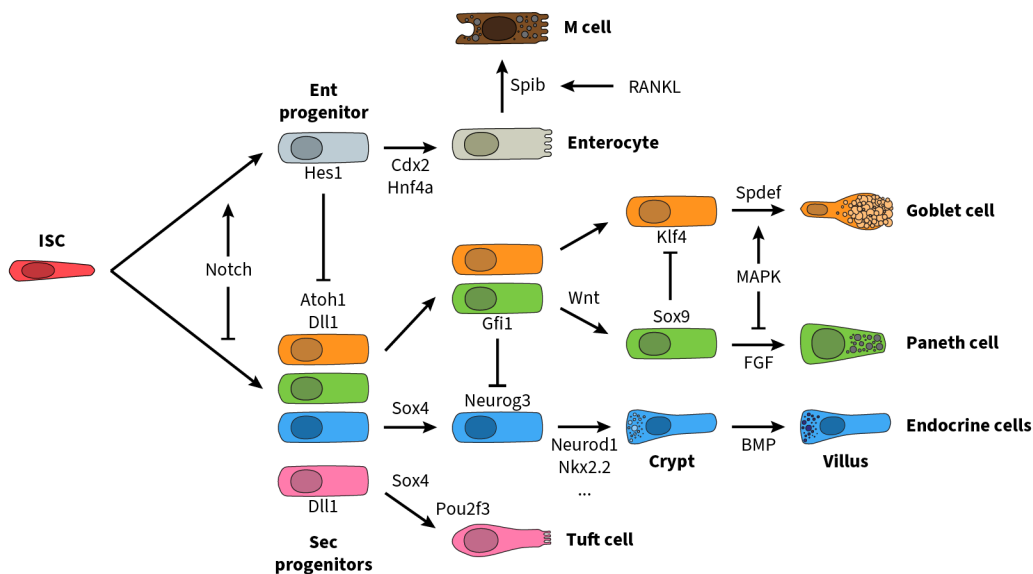 M cell
Spib
RANKL
Ent
progenitor
Hes1
Cdx2
Hnf4a
Enterocyte
Spdef
Goblet cell
Klf4
ISC
Notch
MAPK
Atoh1
Dll1
Wnt
Gfi1
Sox9
Paneth cell
FGF
Sox4
Neurog3
Endocrine cells
Neurod1
Nkx2.2
...
Crypt
BMP
Villus
Sox4
Dll1
Pou2f3
Tuft cell
Sec
progenitors